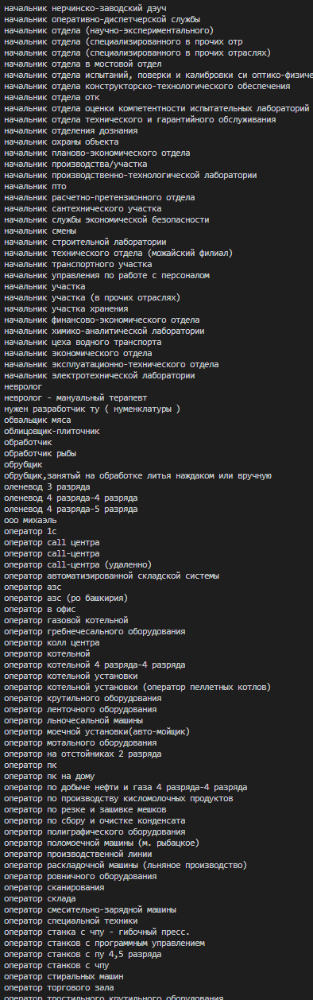 начальник нерчинско-заводский дэуч
начальник оперативно-диспетчерской службы
начальник отдела (научно-экспериментального)
начальник отдела (специализированного в прочих отр
начальник отдела (специализированного в прочих отраслях)
начальник отдела в мостовой отдел
начальник отдела испытаний, поверки и калибровки си оптико-физиче
начальник отдела конструкторско-технологического обеспечения
начальник отдела отк
начальник отдела оценки компетентности испытательных лабораторий
начальник отдела технического и гарантийного обслуживания
начальник отделения дознания
начальник охраны объекта
начальник планово-экономического отдела
начальник производства/участка
начальник производственно-технологической лаборатории
начальник пто
начальник расчетно-претензионного отдела
начальник сантехнического участка
начальник службы экономической безопасности
начальник смены
начальник строительной лаборатории
начальник технического отдела (можайский филиал)
начальник транспортного участка
начальник управления по работе с персоналом
начальник участка
начальник участка (в прочих отраслях)
начальник участка хранения
начальник финансово-экономического отдела
начальник химико-аналитической лаборатории
начальник цеха водного транспорта
начальник экономического отдела
начальник эксплуатационно-технического отдела
начальник электротехнической лаборатории
невролог
невролог - мануальный терапевт
нужен разработчик ту ( нуменклатуры )
обвальщик мяса
облицовщик-плиточник
обработчик
обработчик рыбы
обрубщик
обрубщик,занятый на обработке литья наждаком или вручную
оленевод 3 разряда
оленевод 4 разряда-4 разряда
оленевод 4 разряда-5 разряда
ооо михаэль
оператор 1с
оператор call центра
оператор call-центра
оператор call-центра (удаленно)
оператор автоматизированной складской системы
оператор азс
оператор азс (ро башкирия)
оператор в офис
оператор газовой котельной
оператор гребнечесального оборудования
оператор колл центра
оператор котельной
оператор котельной 4 разряда-4 разряда
оператор котельной установки
оператор котельной установки (оператор пеллетных котлов)
оператор крутильного оборудования
оператор ленточного оборудования
оператор льночесальной машины
оператор моечной установки(авто-мойщик)
оператор мотального оборудования
оператор на отстойниках 2 разряда
оператор пк
оператор пк на дому
оператор по добыче нефти и газа 4 разряда-4 разряда
оператор по производству кисломолочных продуктов
оператор по резке и зашивке мешков
оператор по сбору и очистке конденсата
оператор полиграфического оборудования
оператор поломоечной машины (м. рыбацкое)
оператор производственной линии
оператор раскладочной машины (льняное производство)
оператор ровничного оборудования
оператор сканирования
оператор склада
оператор смесительно-зарядной машины
оператор специальной техники
оператор станка с чпу - гибочный пресс.
оператор станков с программным управлением
оператор станков с пу 4,5 разряда
оператор станков с чпу
оператор стиральных машин
оператор торгового зала
оператор тростильного крутильного оборудования